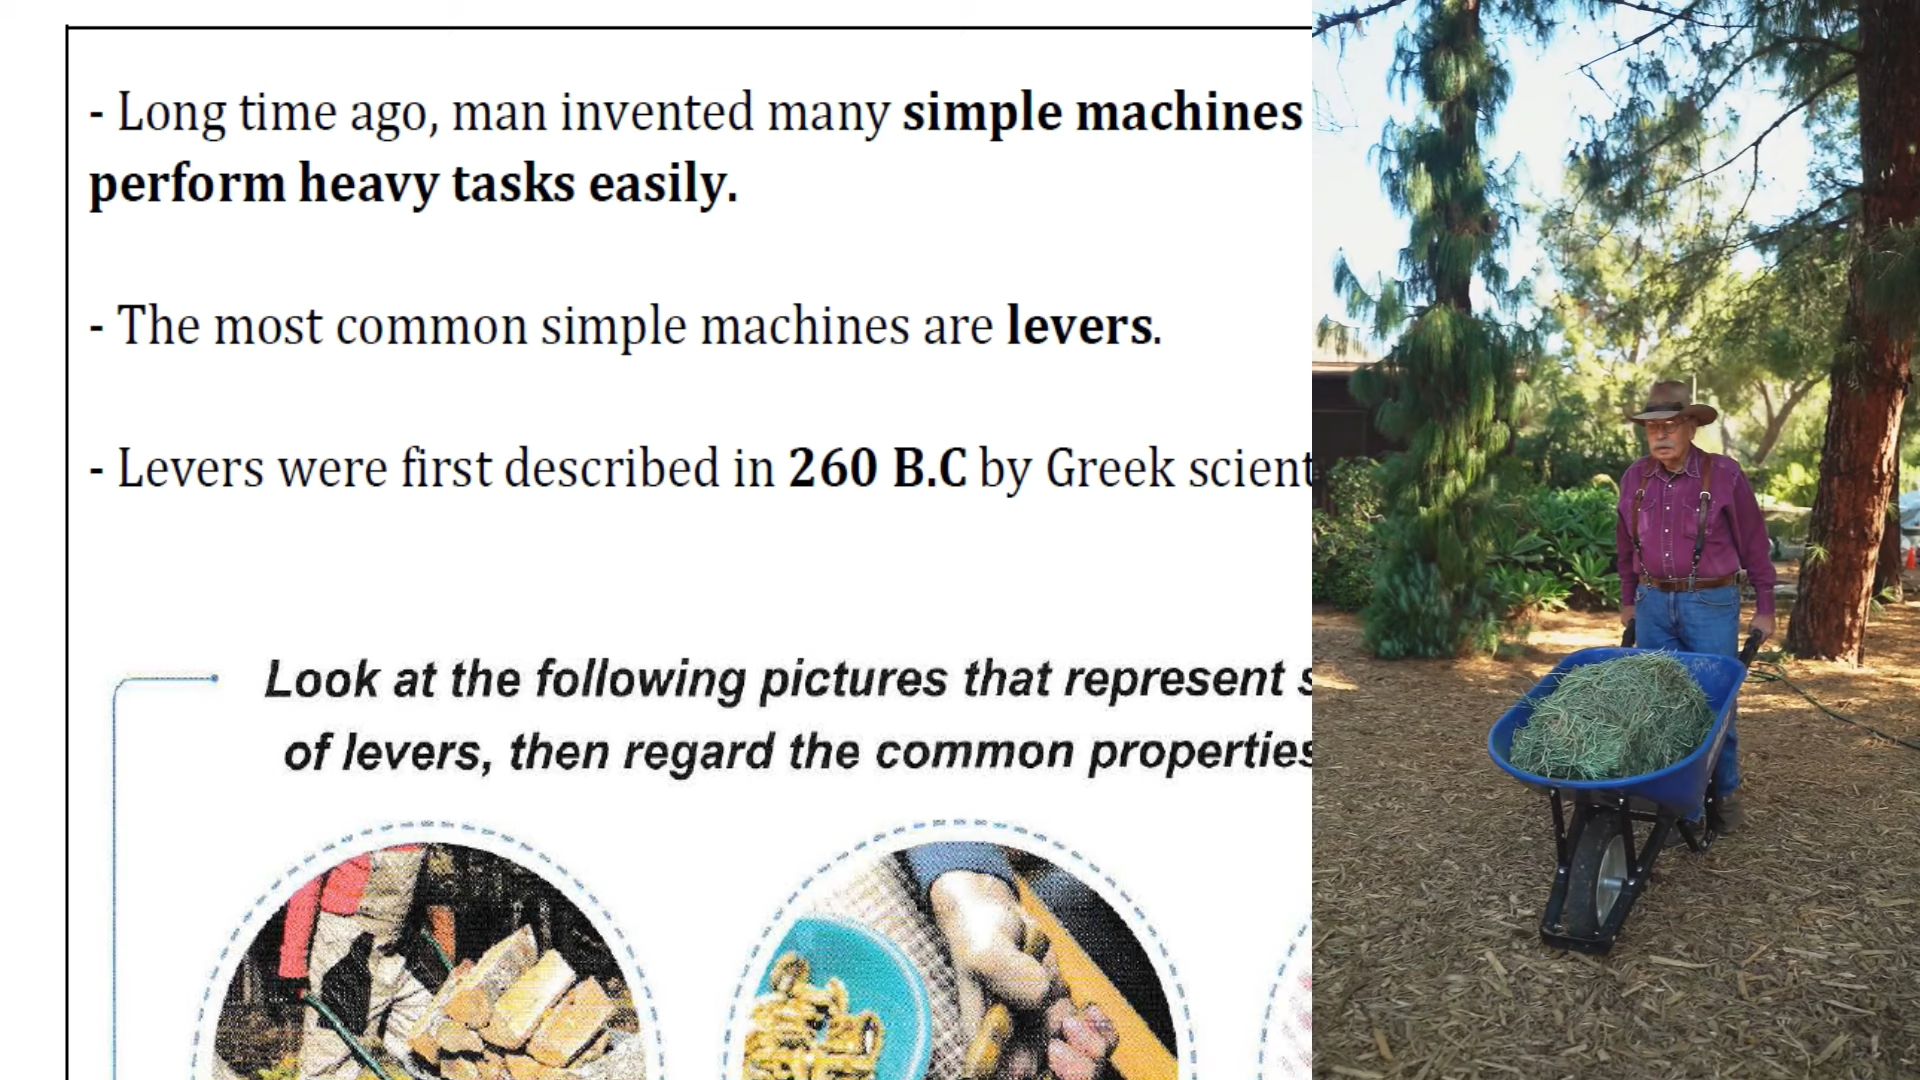 - Long time ago, man invented many simple machines
perform heavy tasks easily.
- The most common simple machines are levers.
- Levers were first described in 260 B.C by Greek scient
Look at the following pictures that represent s
of levers, then regard the common properties